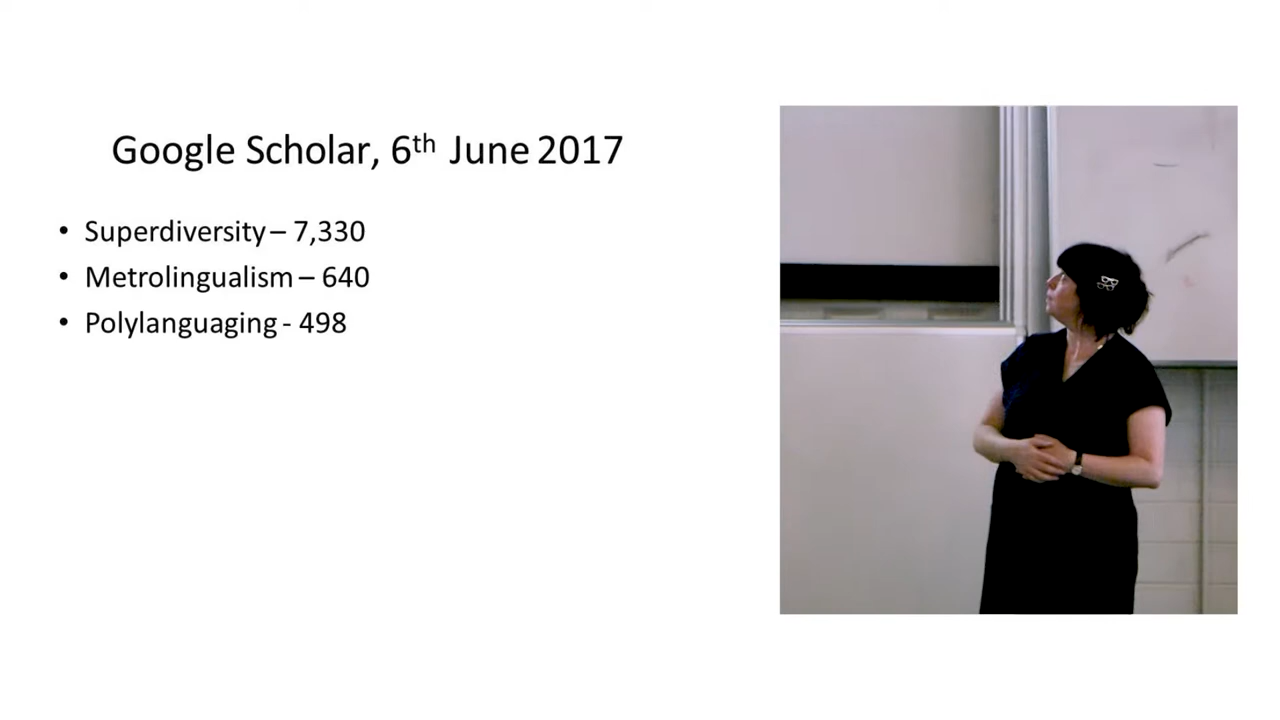 Google Scholar, 6th June 2017
• Superdiversity – 7,330
• Metrolingualism – 640
• Polylanguaging - 498